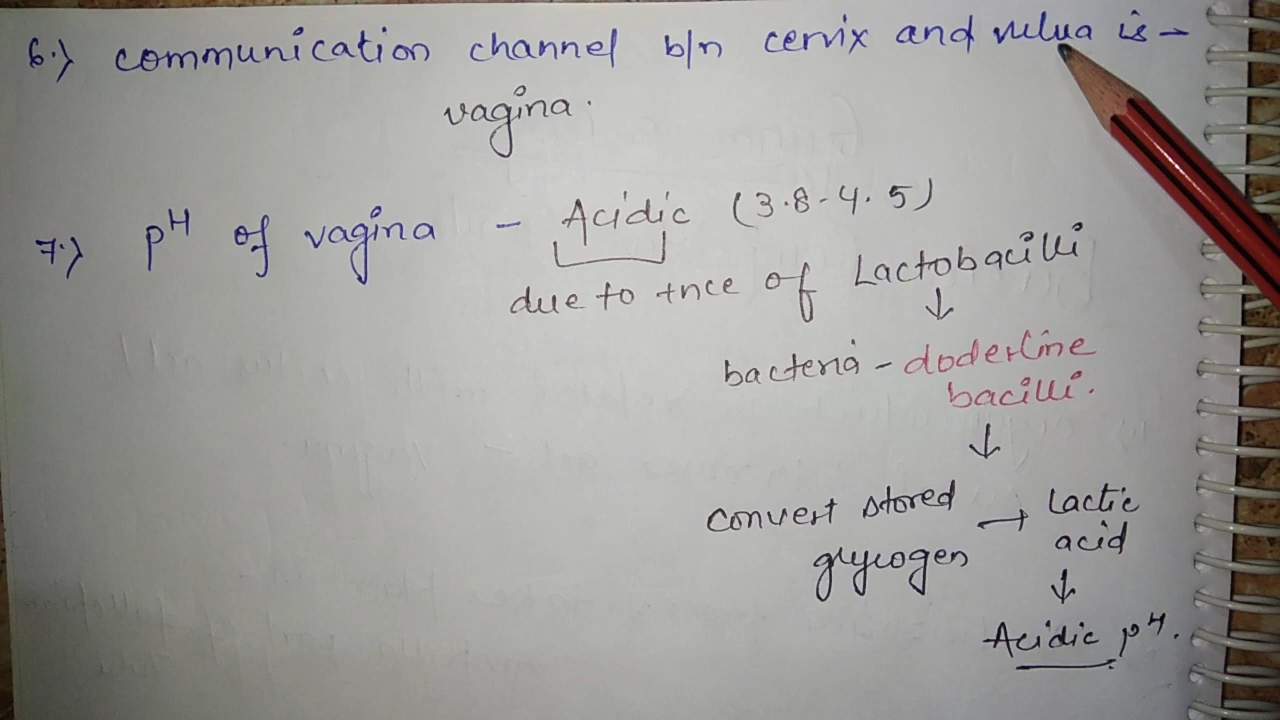 6.) communication channel b/n cervix and vulva is -
vagina.
7.) pH of vagina - Acidic (3.8-4.5)
due to +nce of Lactobacilli
↓
bacteria - doderline
bacilli.
↓
convert stored → Lactic
glycogen acid
↓
Acidic pH.